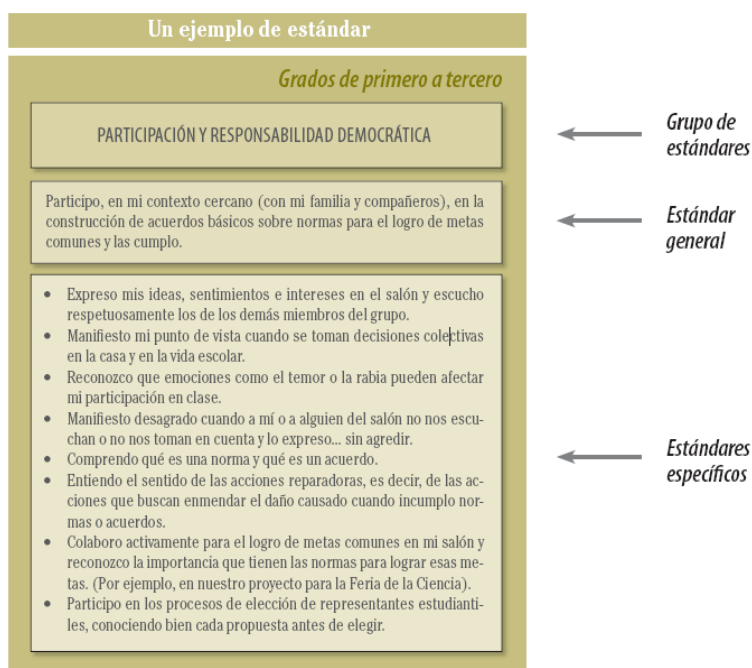 Un ejemplo de estándar
Grados de primero a tercero
PARTICIPACIÓN Y RESPONSABILIDAD DEMOCRÁTICA
Grupo de
estándares
Participo, en mi contexto cercano (con mi familia y compañeros), en la
construcción de acuerdos básicos sobre normas para el logro de metas
comunes y las cumplo.
Estándar
general
• Expreso mis ideas, sentimientos e intereses en el salón y escucho
respetuosamente los de los demás miembros del grupo.
• Manifiesto mi punto de vista cuando se toman decisiones colectivas
en la casa y en la vida escolar.
• Reconozco que emociones como el temor o la rabia pueden afectar
mi participación en clase.
• Manifiesto desagrado cuando a mí o a alguien del salón no nos escu-
chan o no nos toman en cuenta y lo expreso... sin agredir.
• Comprendo qué es una norma y qué es un acuerdo.
• Entiendo el sentido de las acciones reparadoras, es decir, de las ac-
ciones que buscan enmendar el daño causado cuando incumplo nor-
mas o acuerdos.
• Colaboro activamente para el logro de metas comunes en mi salón y
reconozco la importancia que tienen las normas para lograr esas me-
tas. (Por ejemplo, en nuestro proyecto para la Feria de la Ciencia).
• Participo en los procesos de elección de representantes estudianti-
les, conociendo bien cada propuesta antes de elegir.
Estándares
específicos